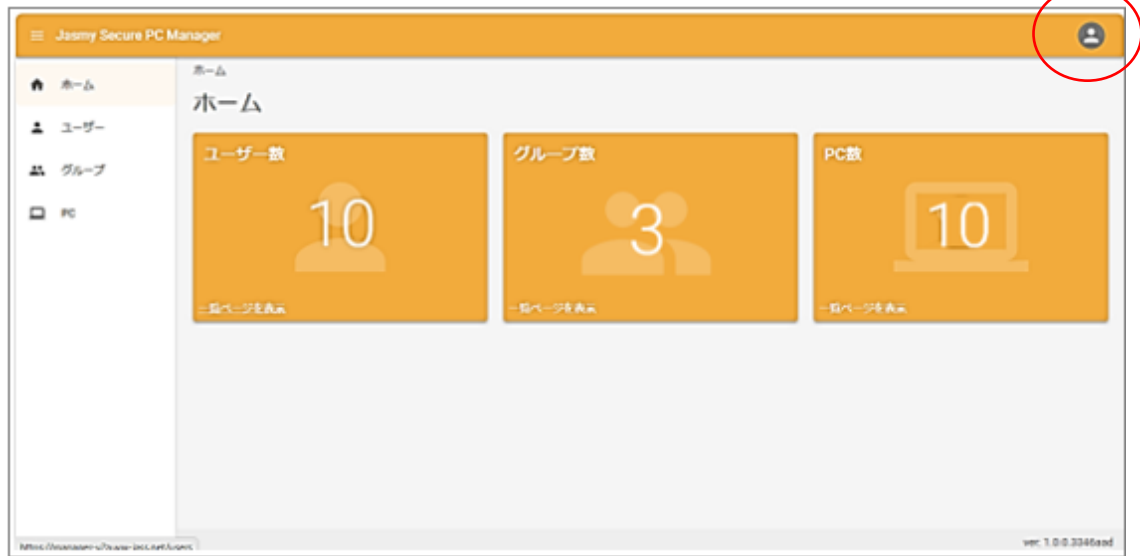 Jasmy Secure PC Manager
ホーム
ユーザー
グループ
PC
ホーム
ホーム
ユーザー数
10
一覧ページを表示
グループ数
3
一覧ページを表示
PC数
10
一覧ページを表示
ver: 1.0.0.3346aad